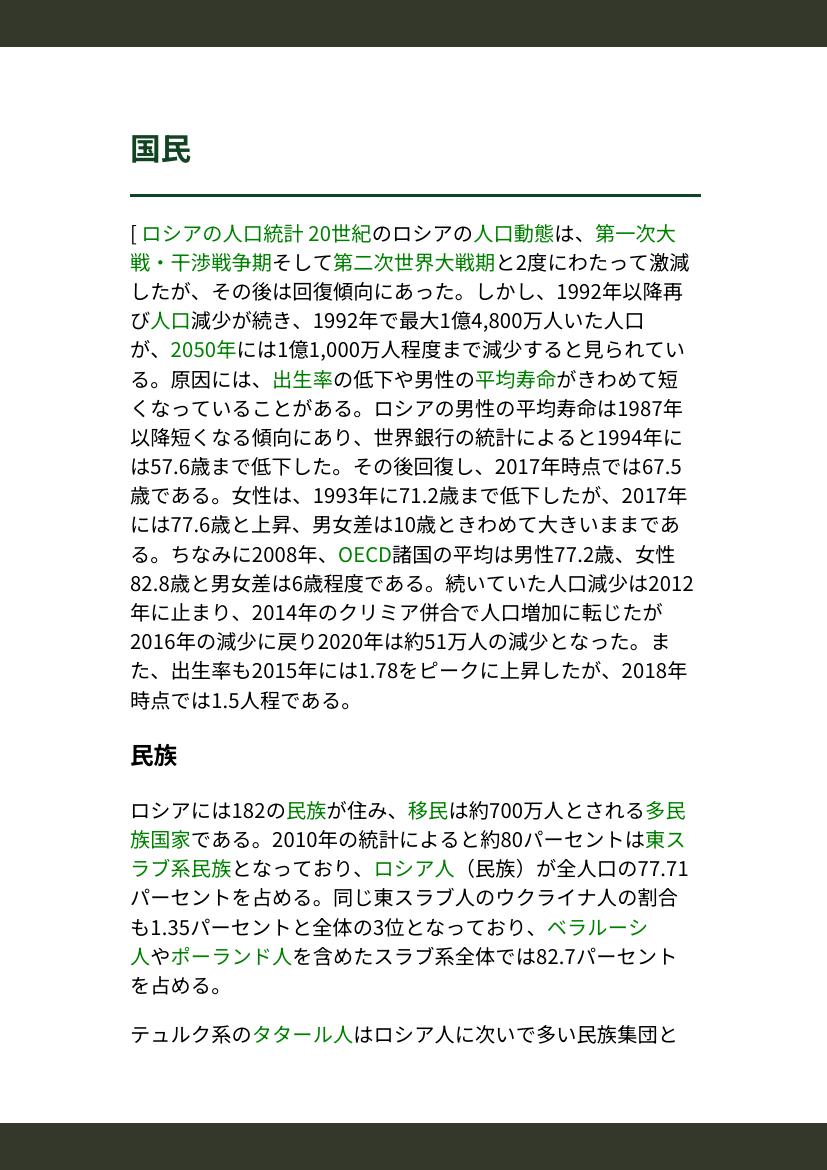 国民
[ ロシアの人口統計 20世紀のロシアの人口動態は、第一次大
戦・干渉戦争期そして第二次世界大戦期と2度にわたって激減
したが、その後は回復傾向にあった。しかし、1992年以降再
び人口減少が続き、1992年で最大1億4,800万人いた人口
が、2050年には1億1,000万人程度まで減少すると見られてい
る。原因には、出生率の低下や男性の平均寿命がきわめて短
くなっていることがある。ロシアの男性の平均寿命は1987年
以降短くなる傾向にあり、世界銀行の統計によると1994年に
は57.6歳まで低下した。その後回復し、2017年時点では67.5
歳である。女性は、1993年に71.2歳まで低下したが、2017年
には77.6歳と上昇、男女差は10歳ときわめて大きいままであ
る。ちなみに2008年、OECD諸国の平均は男性77.2歳、女性
82.8歳と男女差は6歳程度である。続いていた人口減少は2012
年に止まり、2014年のクリミア併合で人口増加に転じたが
2016年の減少に戻り2020年は約51万人の減少となった。ま
た、出生率も2015年には1.78をピークに上昇したが、2018年
時点では1.5人程である。
民族
ロシアには182の民族が住み、移民は約700万人とされる多民
族国家である。2010年の統計によると約80パーセントは東ス
ラブ系民族となっており、ロシア人（民族）が全人口の77.71
パーセントを占める。同じ東スラブ人のウクライナ人の割合
も1.35パーセントと全体の3位となっており、ベラルーシ
人やポーランド人を含めたスラブ系全体では82.7パーセント
を占める。
テュルク系のタタール人はロシア人に次いで多い民族集団と